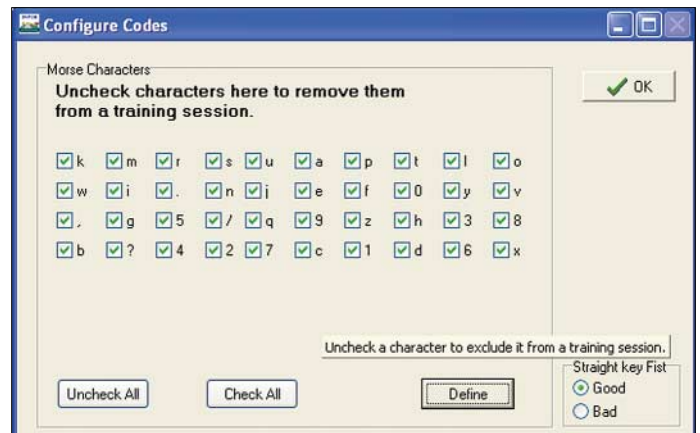 Configure Codes
Morse Characters
Uncheck characters here to remove them
from a training session.
OK
k m r s u a p t l o
w i . n j e f 0 y v
, g 5 / q 9 z h 3 8
b ? 4 2 7 c 1 d 6 x
Uncheck a character to exclude it from a training session.
Straight key Fist
Good
Bad
Uncheck All Check All Define